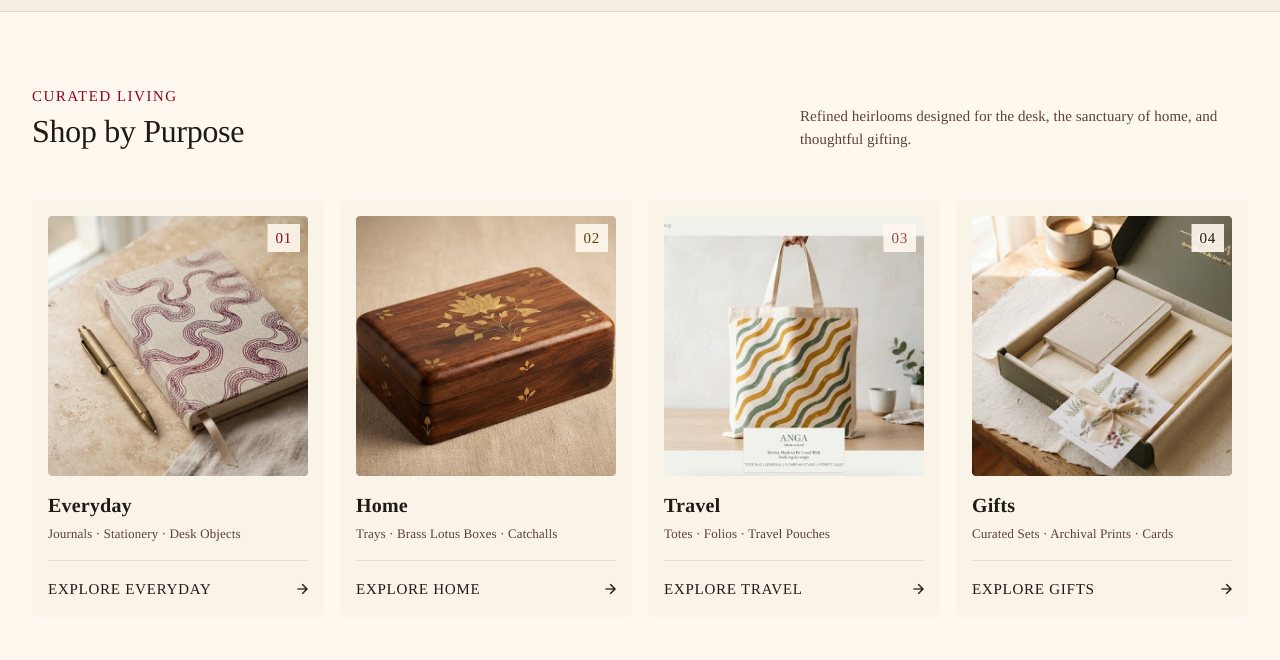 CURATED LIVING
Shop by Purpose
Refined heirlooms designed for the desk, the sanctuary of home, and
thoughtful gifting.
01
02
03
04
ANGA
ANGA
Everyday
Journals · Stationery · Desk Objects
EXPLORE EVERYDAY →
Home
Trays · Brass Lotus Boxes · Catchalls
EXPLORE HOME →
Travel
Totes · Folios · Travel Pouches
EXPLORE TRAVEL →
Gifts
Curated Sets · Archival Prints · Cards
EXPLORE GIFTS →